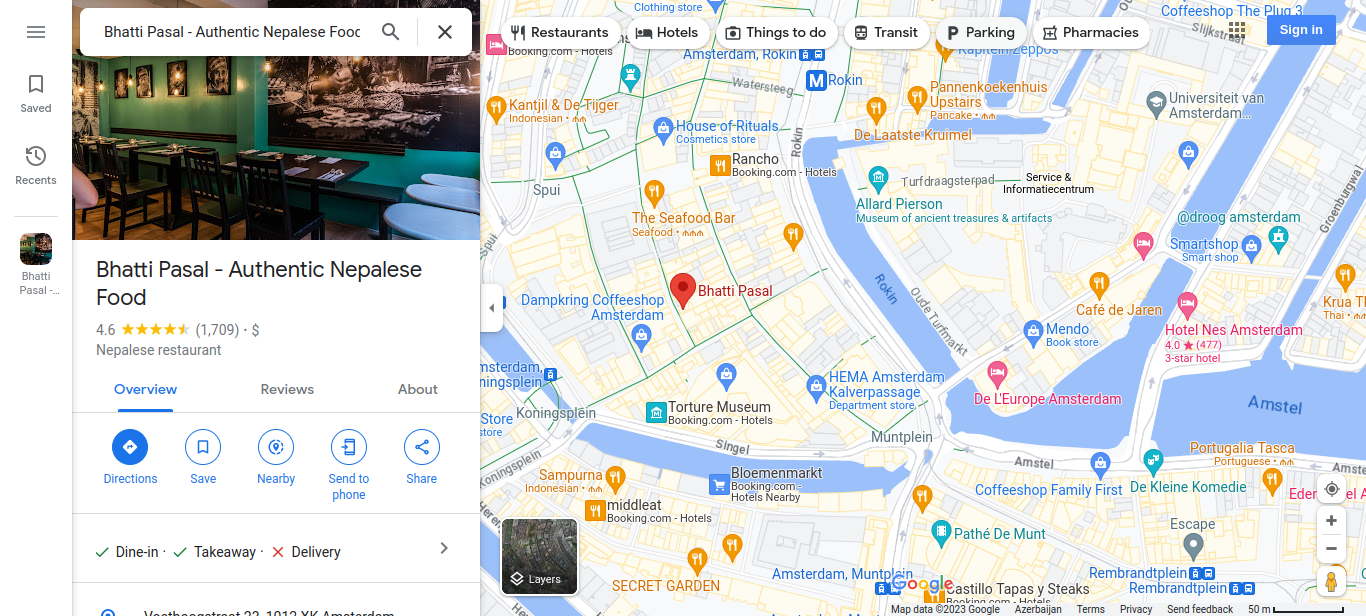 Bhatti Pasal - Authentic Nepalese Food
Saved
Recents
Bhatti
Pasal -...
Bhatti Pasal - Authentic Nepalese
Food
4.6 (1,709) · $
Nepalese restaurant
Overview
Reviews
About
Directions
Save
Nearby
Send to
phone
Share
Dine-in · Takeaway · Delivery
Restaurants
Hotels
Things to do
Transit
Parking
Pharmacies
Sign in
Clothing store
Coffeeshop The Plug 3
Slijkstraat
Booking.com - Hotels
Amsterdam, Rokin
Kapitein Zeppos
Watersteeg
M Rokin
Kantjil & De Tijger
Indonesian
Pannenkoekenhuis
Upstairs
Pancake
De Laatste Kruimel
Universiteit van
Amsterdam...
House of Rituals
Cosmetics store
Rokin
Rancho
Booking.com - Hotels
Spui
Turfdraagsterpad
Service &
Informatiecentrum
Allard Pierson
Museum of ancient treasures & artifacts
The Seafood Bar
Seafood
@droog amsterdam
Groenburgwal
Smartshop
Smart shop
Spui
Bhatti Pasal
Rokin
Oude Turfmarkt
Dampkring Coffeeshop
Amsterdam
Café de Jaren
Krua Th
Thai
Mendo
Book store
Hotel Nes Amsterdam
4.0 (477)
3-star hotel
msterdam,
ningsplein
HEMA Amsterdam
Kalverpassage
Department store
De L'Europe Amsterdam
Amstel
Torture Museum
Booking.com - Hotels
Koningsplein
Store
store
Singel
Muntplein
Koningsplein
Amstel
Portugalia Tasca
Portuguese
Sampurna
Indonesian
Bloemenmarkt
Booking.com -
Hotels Nearby
Coffeeshop Family First
De Kleine Komedie
middleat
Booking.com - Hotels
Escape
Pathé De Munt
Layers
SECRET GARDEN
Amsterdam, Muntplein
Rembrandtplein
Rembrandtplein
Google
Castillo Tapas y Steaks
Booking.com - Hotels
Map data ©2023 Google
Azerbaijan
Terms
Privacy
Send feedback
50 m